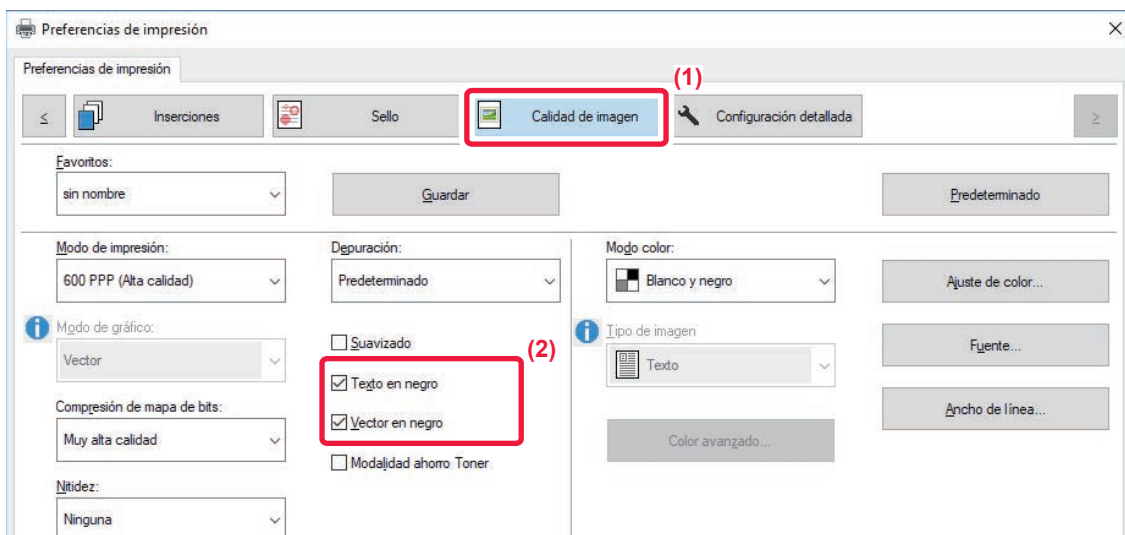 Preferencias de impresión
Preferencias de impresión
(1)
<
Inserciones
Sello
Calidad de imagen
Configuración detallada
>
Favoritos:
sin nombre
Guardar
Predeterminado
Modo de impresión:
Depuración:
Modo color:
600 PPP (Alta calidad)
Predeterminado
Blanco y negro
Ajuste de color...
Modo de gráfico:
Suavizado
(2)
Tipo de imagen
Vector
Texto en negro
Texto
Fuente...
Compresión de mapa de bits:
Vector en negro
Ancho de línea...
Muy alta calidad
Modalidad ahorro Toner
Color avanzado...
Nitidez:
Ninguna